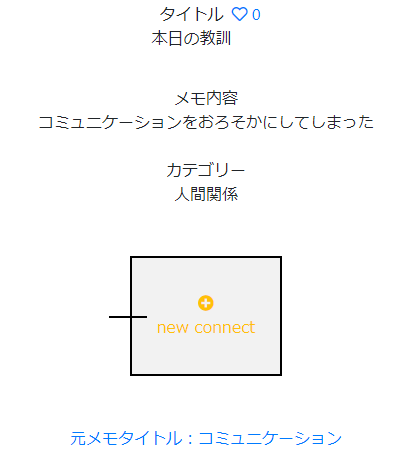 タイトル 0
本日の教訓
メモ内容
コミュニケーションをおろそかにしてしまった
カテゴリー
人間関係
new connect
元メモタイトル：コミュニケーション